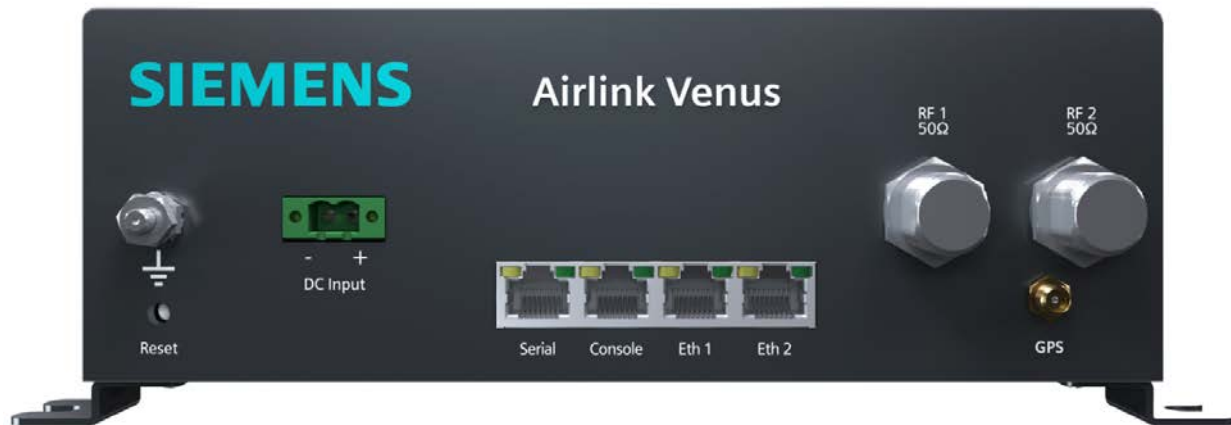 SIEMENS
Airlink Venus
RF 1
50Ω
RF 2
50Ω
- +
DC Input
Reset
Serial
Console
Eth 1
Eth 2
GPS